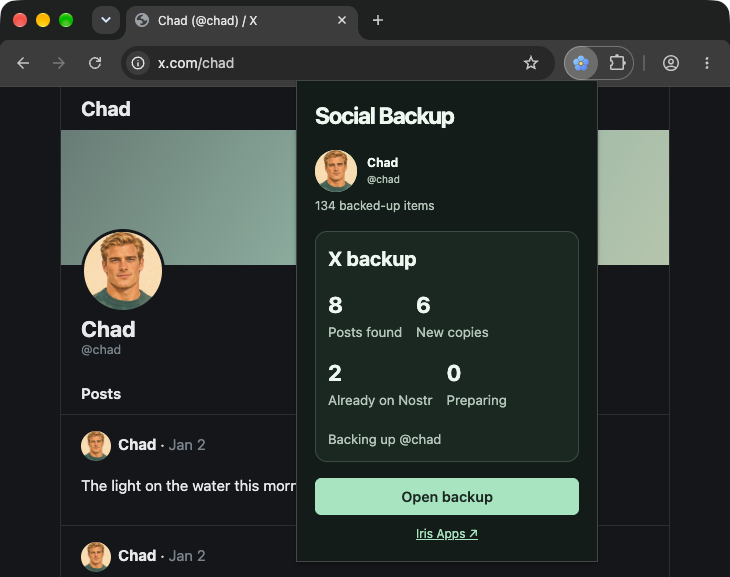 Chad (@chad) / X
x.com/chad
Chad
Chad
@chad
Posts
Chad · Jan 2
The light on the water this morr
Chad · Jan 2
Social Backup
Chad
@chad
134 backed-up items
X backup
8
Posts found
6
New copies
2
Already on Nostr
0
Preparing
Backing up @chad
Open backup
Iris Apps ↗